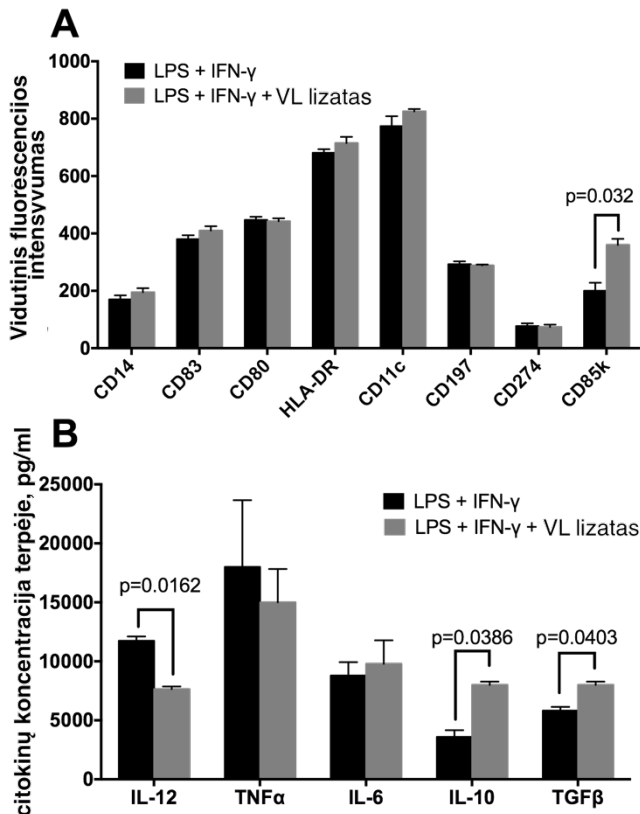 A
LPS + IFN-γ
LPS + IFN-γ + VL lizatas
Vidutinis fluorescencijos
intensyvumas
1000
800
600
400
200
0
p=0.032
CD14
CD83
CD80
HLA-DR
CD11c
CD197
CD274
CD85k
B
LPS + IFN-γ
LPS + IFN-γ + VL lizatas
citokinų koncentracija terpėje, pg/ml
25000
20000
15000
10000
5000
0
p=0.0162
p=0.0386
p=0.0403
IL-12
TNFα
IL-6
IL-10
TGFβ